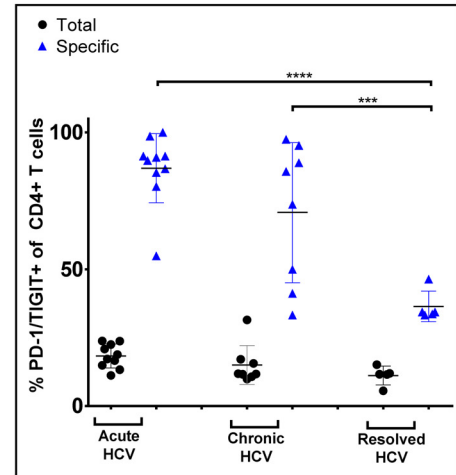 Total
Specific
****
***
% PD-1/TIGIT+ of CD4+ T cells
100
50
0
Acute
HCV
Chronic
HCV
Resolved
HCV